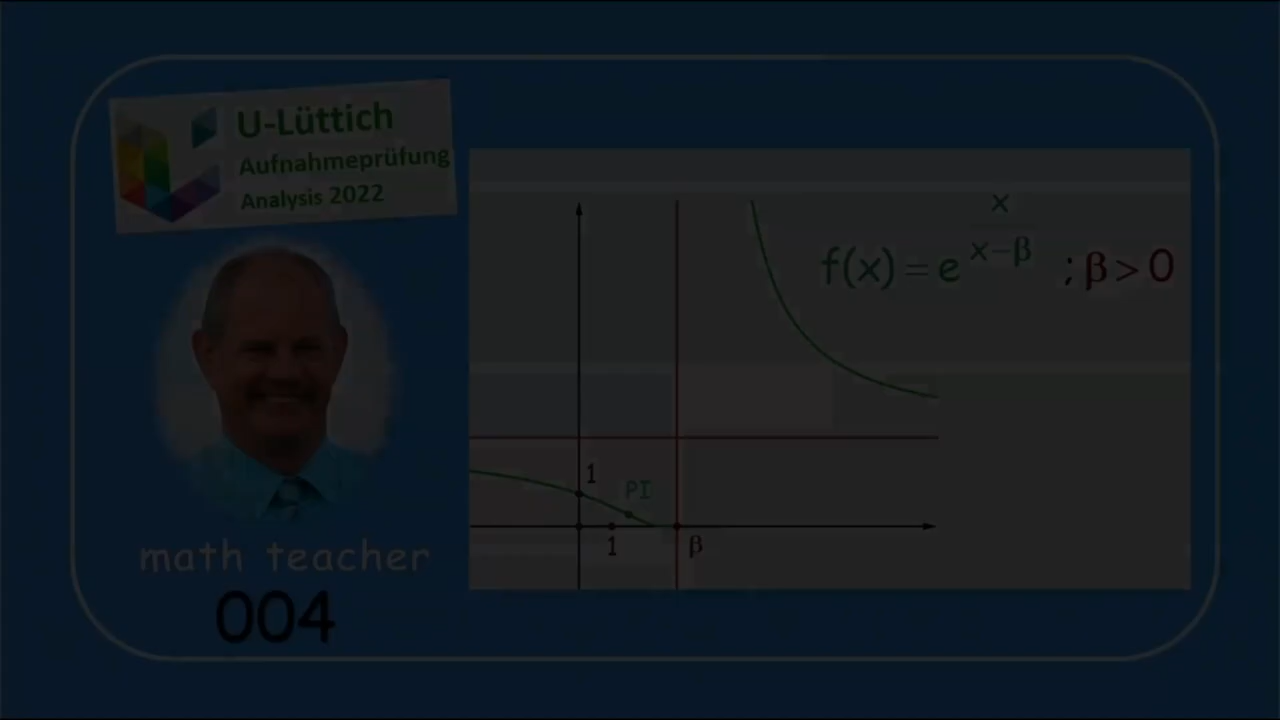 U-Lüttich
Aufnahmeprüfung
Analysis 2022
x
f(x) = e x−β ; β > 0
1
PI
1 β
math teacher
004